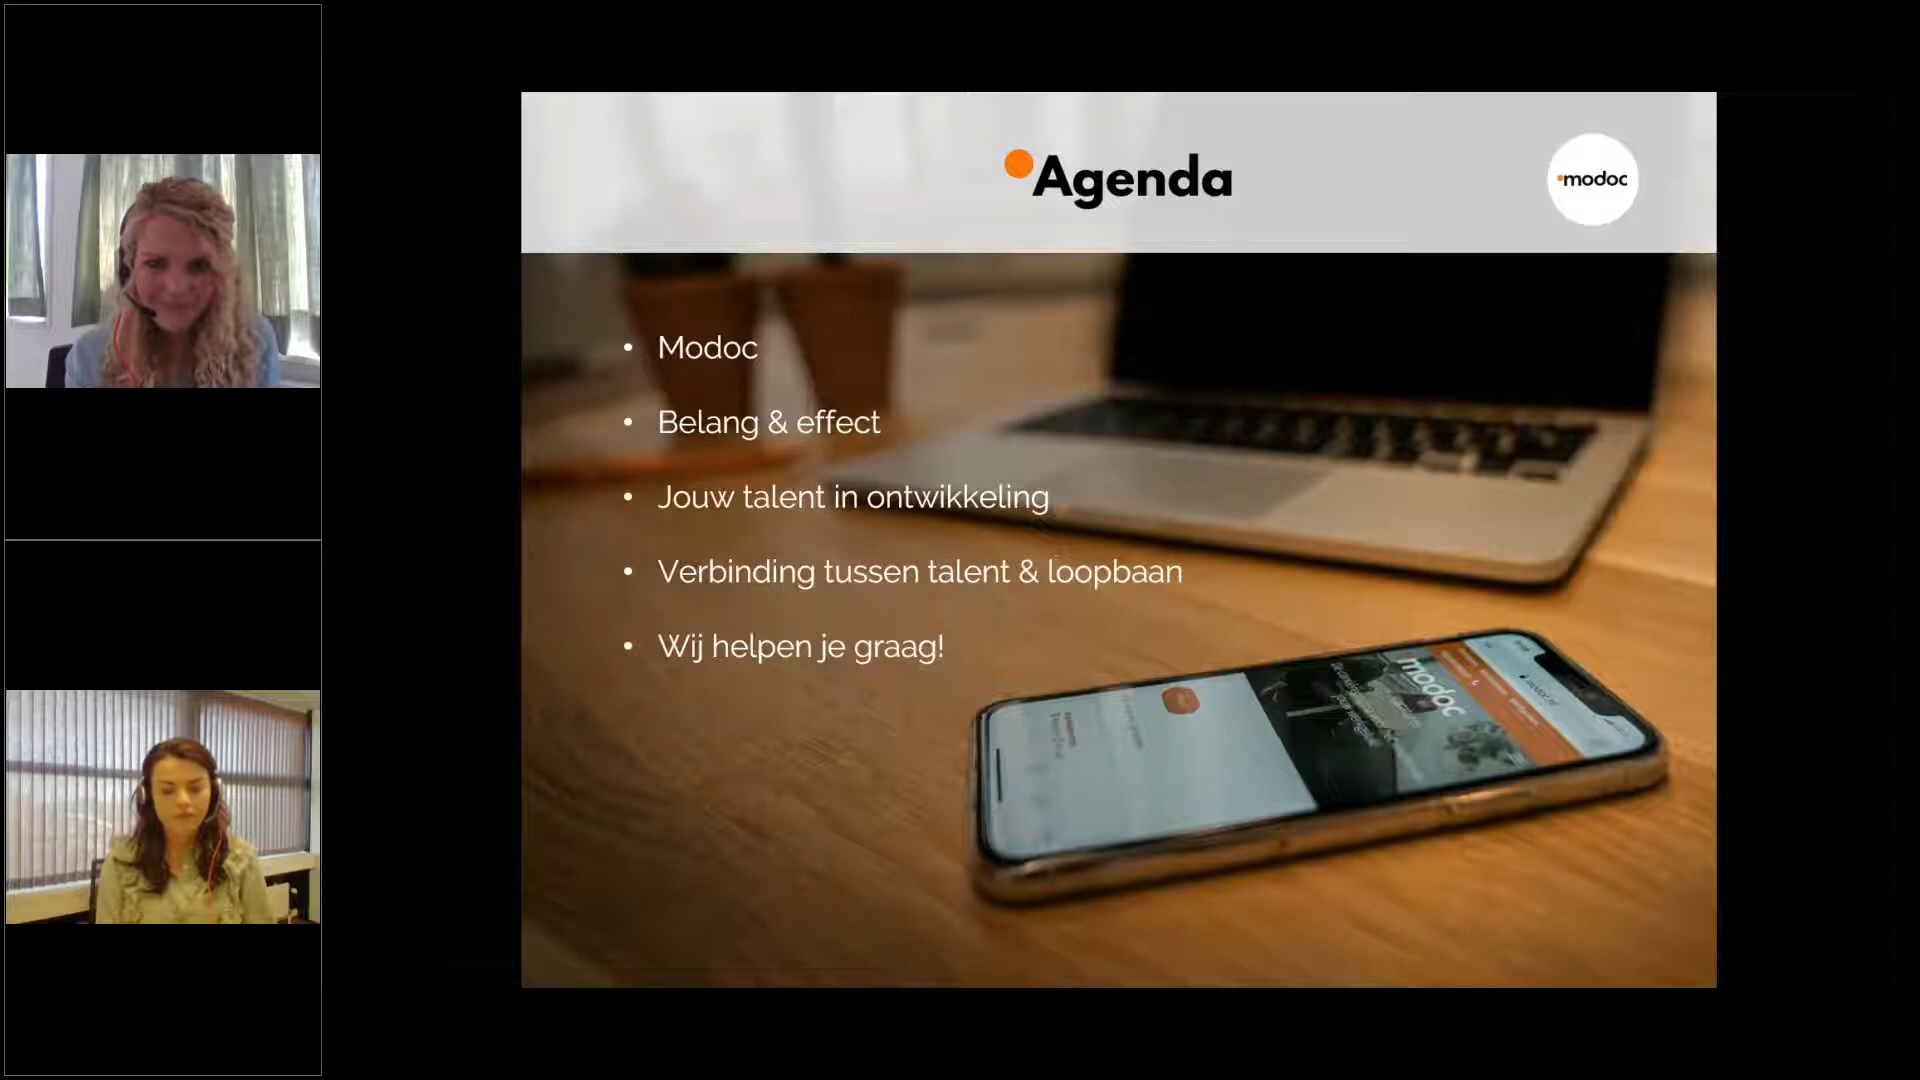 Agenda
modoc
Modoc
Belang & effect
Jouw talent in ontwikkeling
Verbinding tussen talent & loopbaan
Wij helpen je graag!
modoc